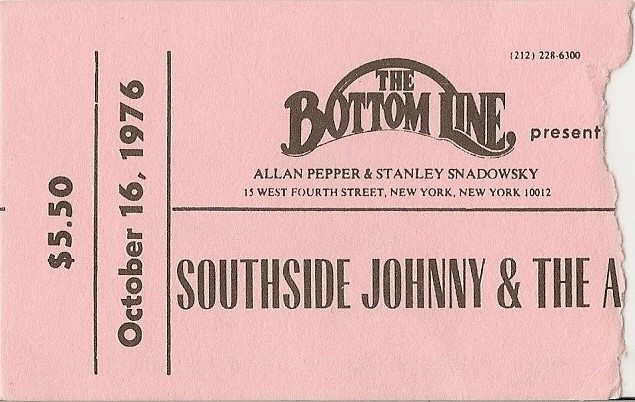 $5.50
October 16, 1976
(212) 228-6300
THE
BOTTOM LINE
present
ALLAN PEPPER & STANLEY SNADOWSKY
15 WEST FOURTH STREET, NEW YORK, NEW YORK 10012
SOUTHSIDE JOHNNY & THE A